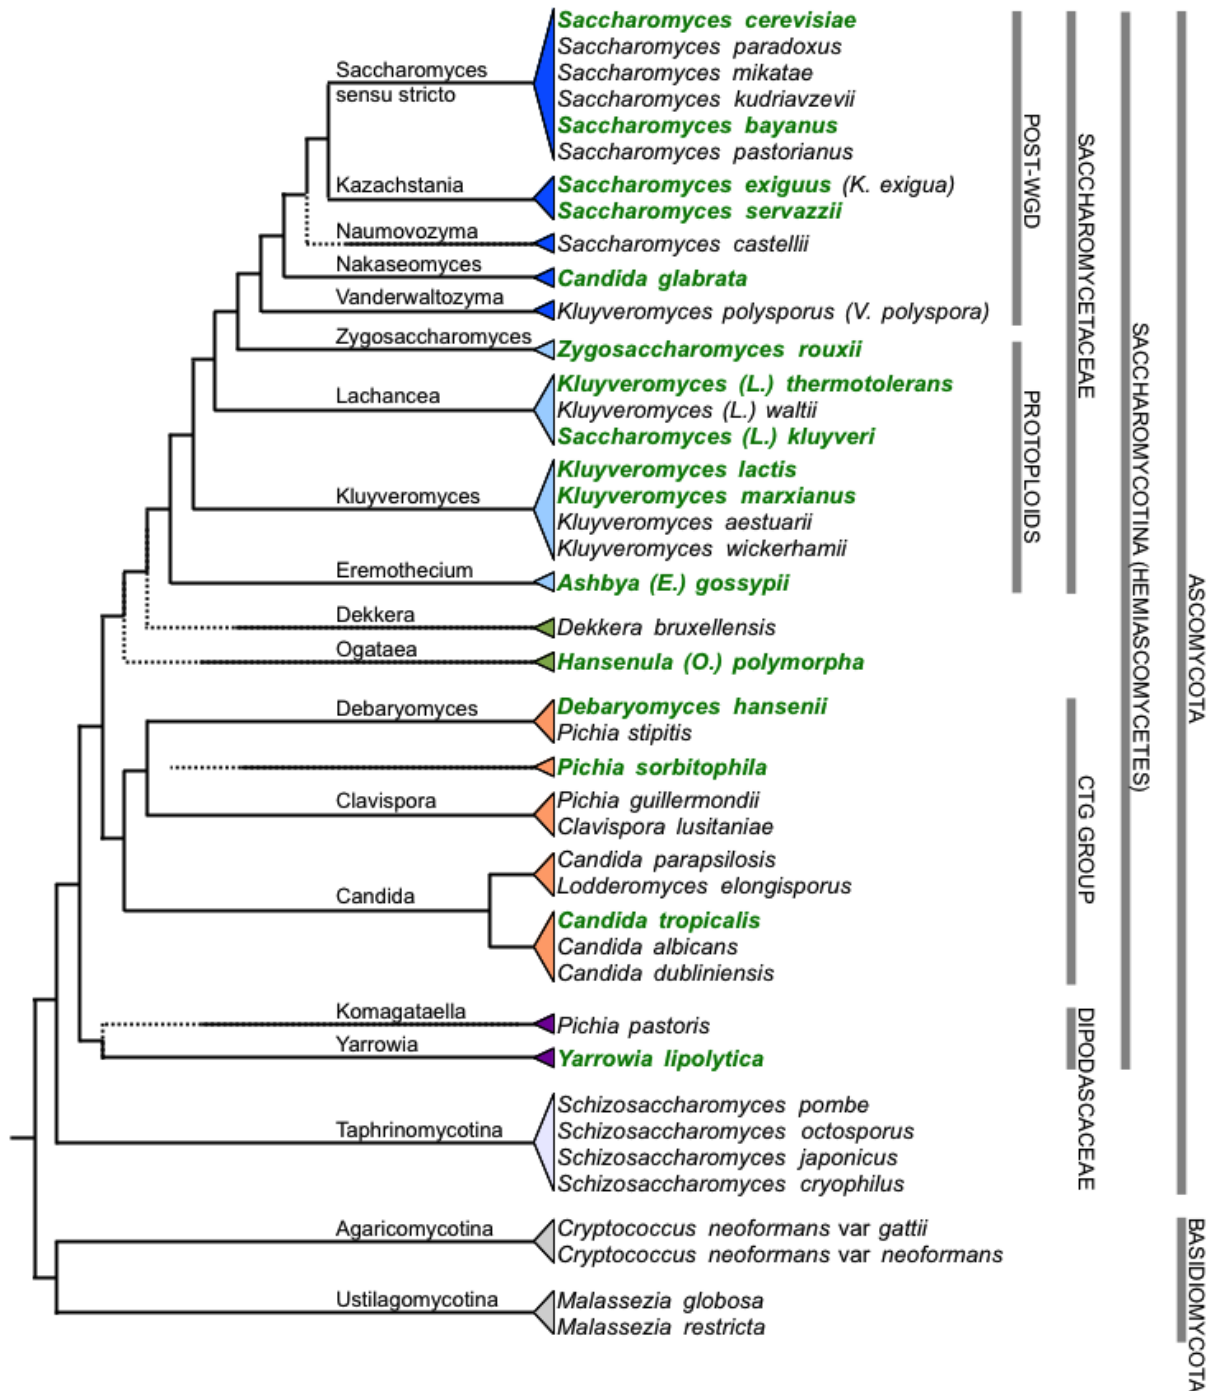 Saccharomyces cerevisiae
Saccharomyces paradoxus
Saccharomyces
Saccharomyces mikatae
sensu stricto
Saccharomyces kudriavzevii
Saccharomyces bayanus
Saccharomyces pastorianus
Kazachstania
Saccharomyces exiguus (K. exigua)
Saccharomyces servazzii
Naumovozyma
Saccharomyces castellii
Nakaseomyces
Candida glabrata
Vanderwaltozyma
Kluyveromyces polysporus (V. polyspora)
Zygosaccharomyces
Zygosaccharomyces rouxii
Kluyveromyces (L.) thermotolerans
Lachancea
Kluyveromyces (L.) waltii
Saccharomyces (L.) kluyveri
Kluyveromyces lactis
Kluyveromyces
Kluyveromyces marxianus
Kluyveromyces aestuarii
Kluyveromyces wickerhamii
Eremothecium
Ashbya (E.) gossypii
Dekkera
Dekkera bruxellensis
Ogataea
Hansenula (O.) polymorpha
Debaryomyces
Debaryomyces hansenii
Pichia stipitis
Pichia sorbitophila
Clavispora
Pichia guillermondii
Clavispora lusitaniae
Candida parapsilosis
Lodderomyces elongisporus
Candida
Candida tropicalis
Candida albicans
Candida dubliniensis
Komagataella
Pichia pastoris
Yarrowia
Yarrowia lipolytica
Schizosaccharomyces pombe
Taphrinomycotina
Schizosaccharomyces octosporus
Schizosaccharomyces japonicus
Schizosaccharomyces cryophilus
Agaricomycotina
Cryptococcus neoformans var gattii
Cryptococcus neoformans var neoformans
Ustilagomycotina
Malassezia globosa
Malassezia restricta
POST-WGD
PROTOPLOIDS
SACCHAROMYCETACEAE
CTG GROUP
DIPODASCACEAE
SACCHAROMYCOTINA (HEMIASCOMYCETES)
ASCOMYCOTA
BASIDIOMYCOTA